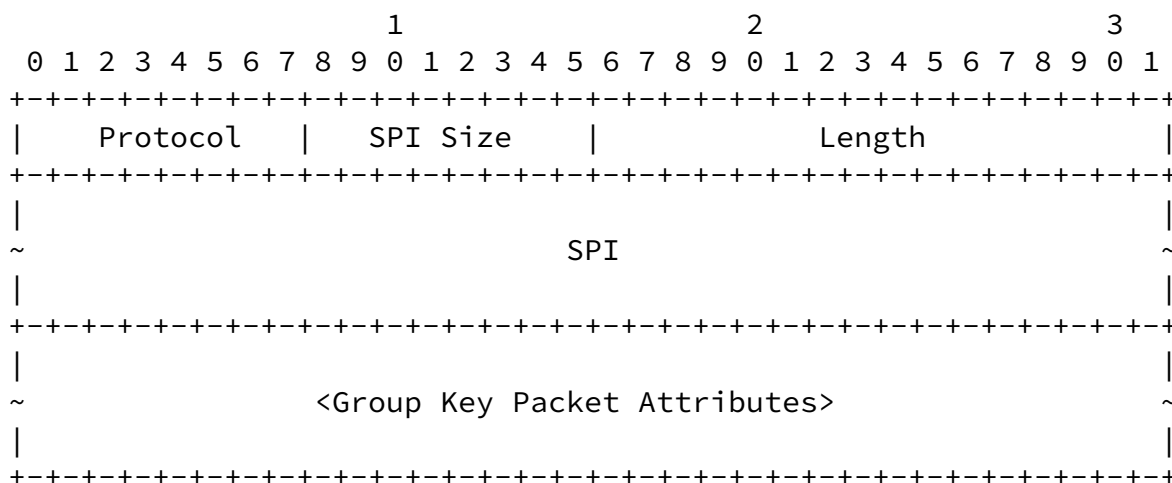 1                   2                   3
 0 1 2 3 4 5 6 7 8 9 0 1 2 3 4 5 6 7 8 9 0 1 2 3 4 5 6 7 8 9 0 1
+-+-+-+-+-+-+-+-+-+-+-+-+-+-+-+-+-+-+-+-+-+-+-+-+-+-+-+-+-+-+-+-+
|    Protocol   |   SPI Size    |            Length             |
+-+-+-+-+-+-+-+-+-+-+-+-+-+-+-+-+-+-+-+-+-+-+-+-+-+-+-+-+-+-+-+-+
|                                                               |
~                              SPI                              ~
|                                                               |
+-+-+-+-+-+-+-+-+-+-+-+-+-+-+-+-+-+-+-+-+-+-+-+-+-+-+-+-+-+-+-+-+
|                                                               |
~                <Group Key Packet Attributes>                  ~
|                                                               |
+-+-+-+-+-+-+-+-+-+-+-+-+-+-+-+-+-+-+-+-+-+-+-+-+-+-+-+-+-+-+-+-+